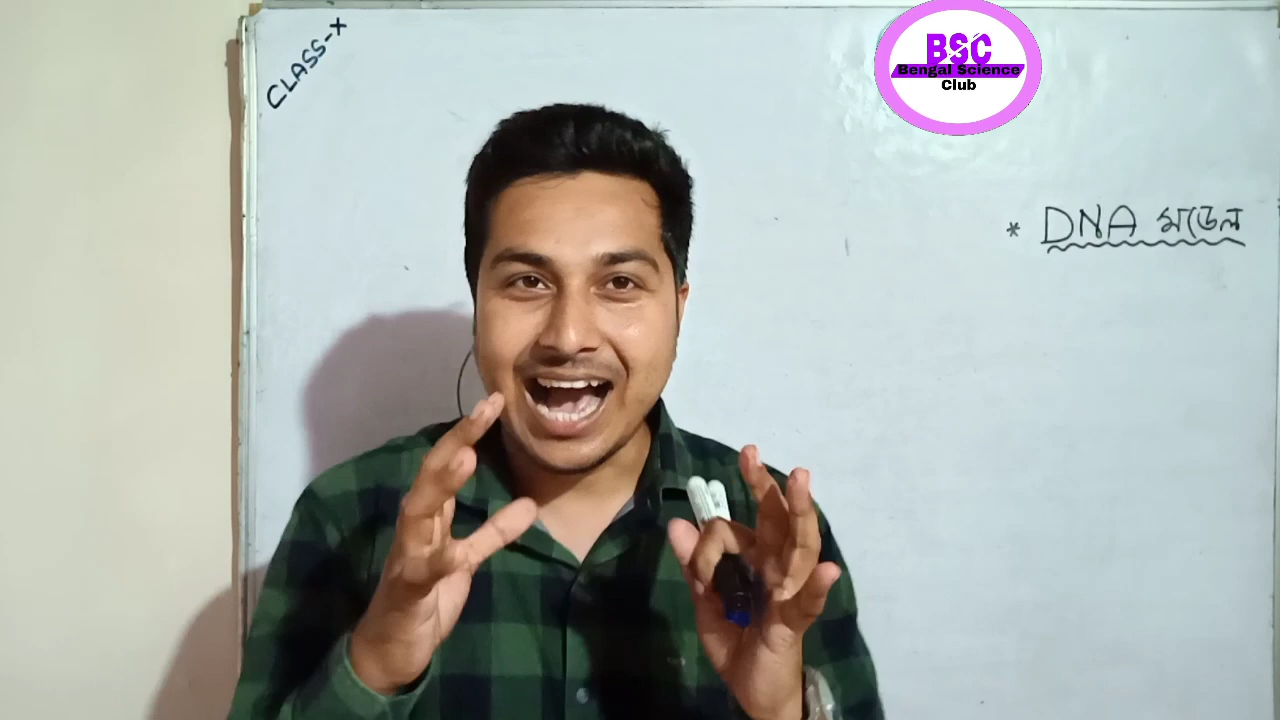 CLASS-X
BSC
Bengal Science
Club
* DNA মডেল